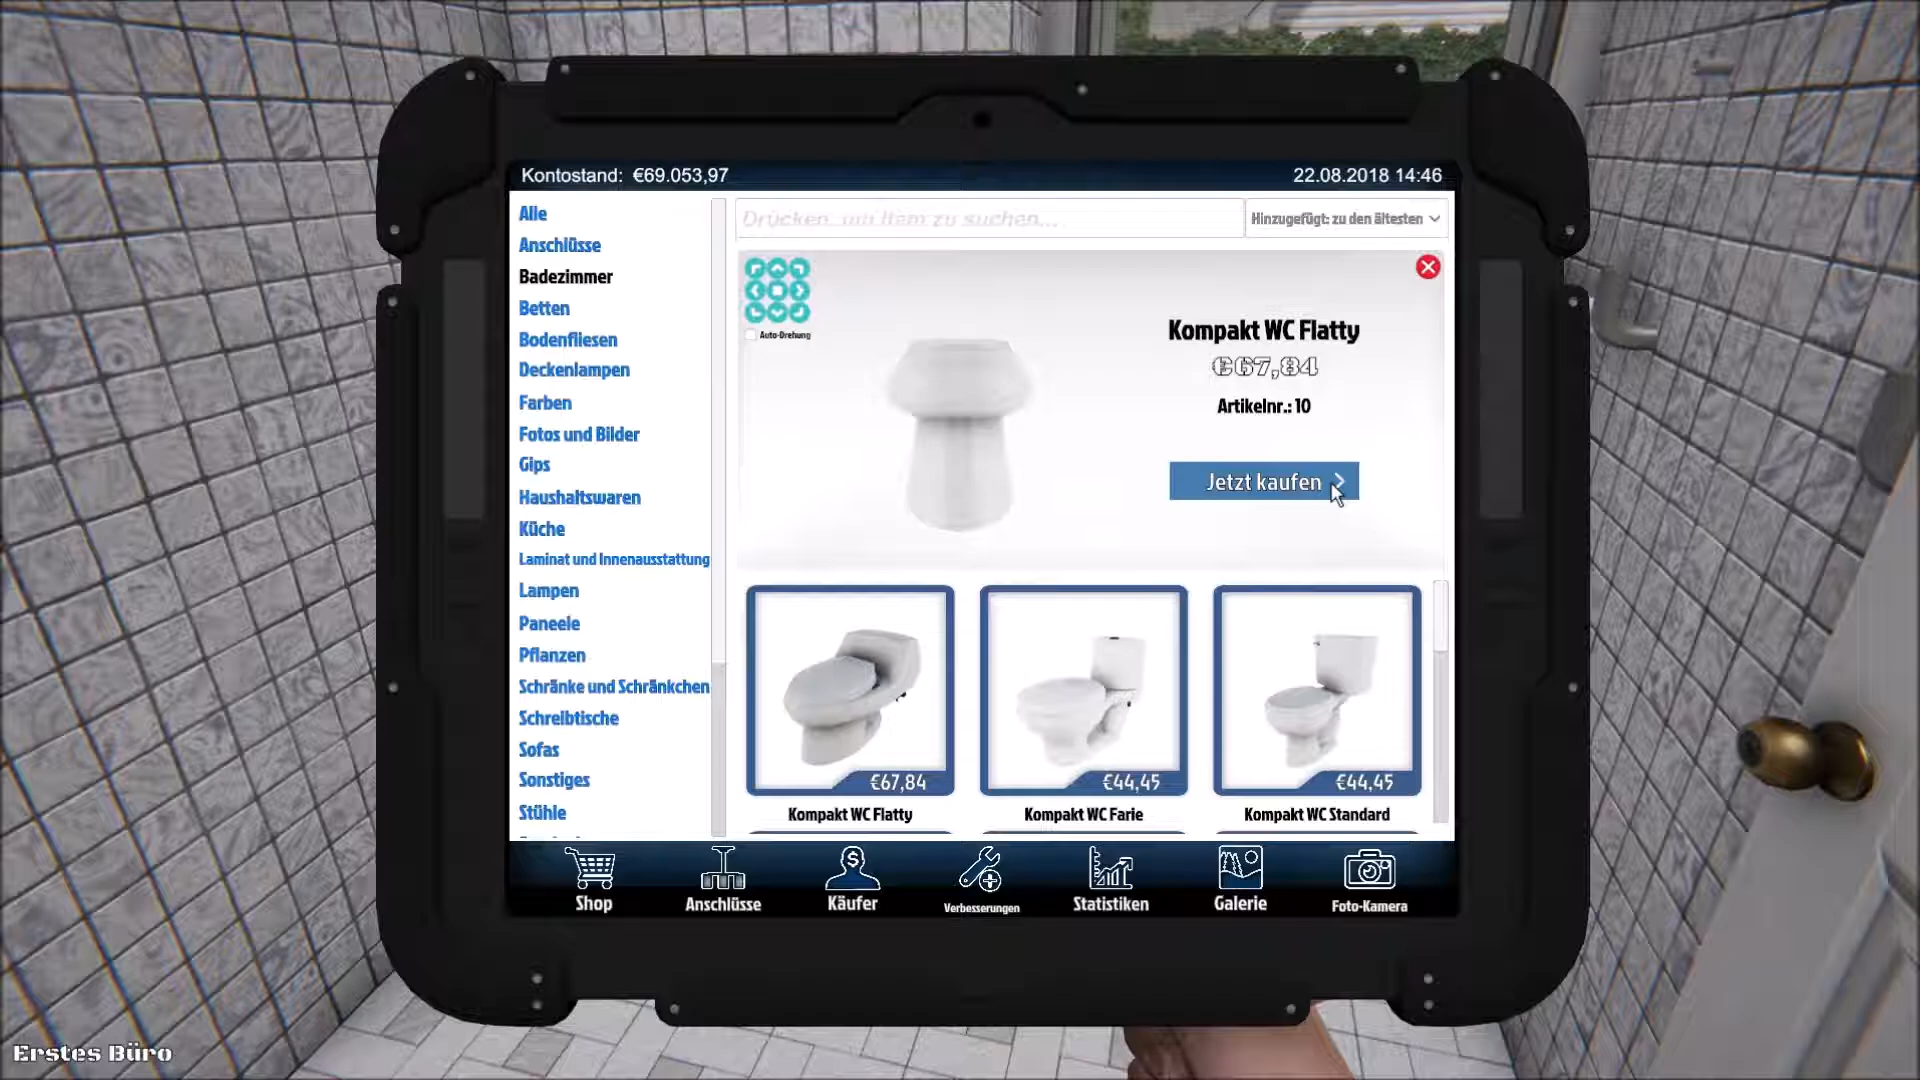 Kontostand: €69.053,97
22.08.2018 14:46
Alle
Anschlüsse
Badezimmer
Betten
Bodenfliesen
Deckenlampen
Farben
Fotos und Bilder
Gips
Haushaltswaren
Küche
Laminat und Innenausstattung
Lampen
Paneele
Pflanzen
Schränke und Schränkchen
Schreibtische
Sofas
Sonstiges
Stühle
Drücken, um Item zu suchen...
Hinzugefügt: zu den ältesten
Auto-Drehung
Kompakt WC Flatty
€67,84
Artikelnr.: 10
Jetzt kaufen
€67,84
€44,45
€44,45
Kompakt WC Flatty
Kompakt WC Farie
Kompakt WC Standard
Shop
Anschlüsse
Käufer
Verbesserungen
Statistiken
Galerie
Foto-Kamera
Erstes Büro